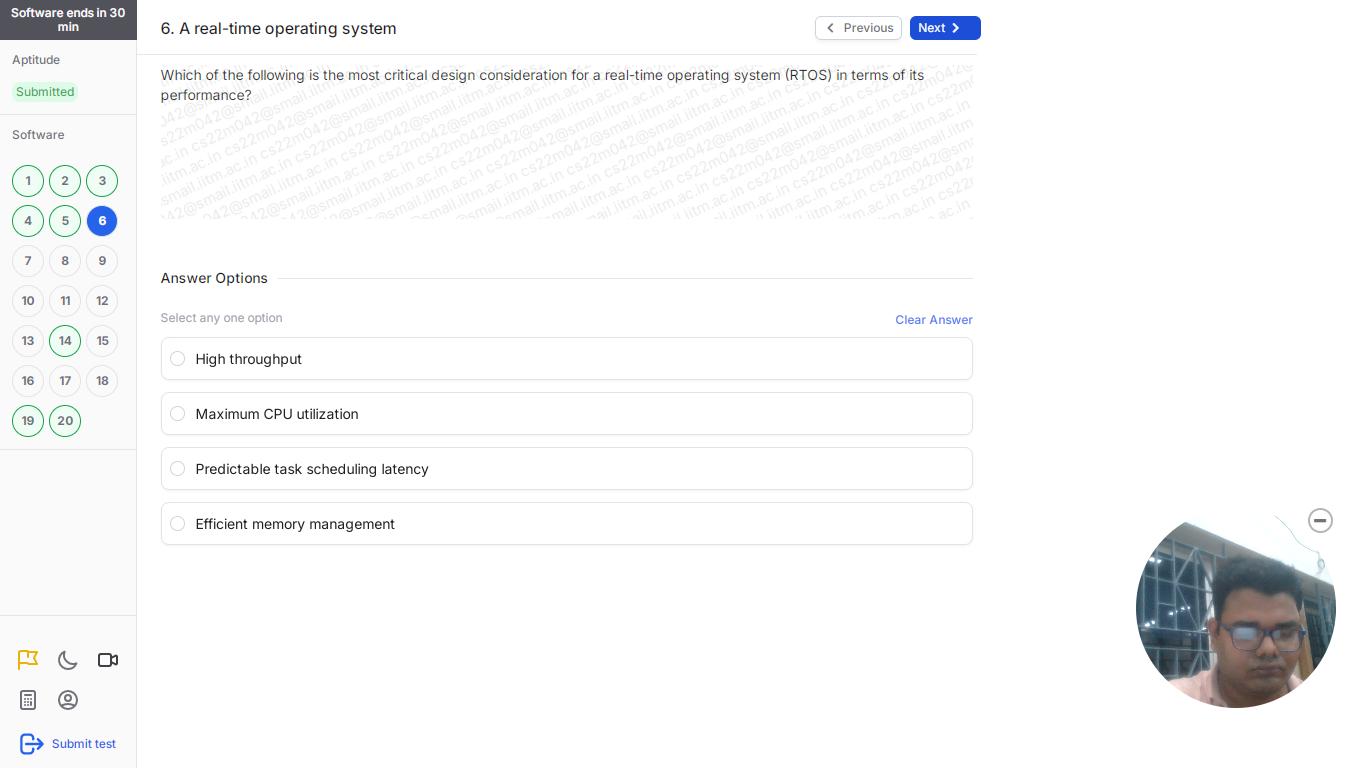 Software ends in 30
min
Aptitude
Submitted
Software
1 2 3
4 5 6
7 8 9
10 11 12
13 14 15
16 17 18
19 20
Submit test
6. A real-time operating system
Previous
Next
Which of the following is the most critical design consideration for a real-time operating system (RTOS) in terms of its
performance?
cs22m042@smail.iitm.ac.in
Answer Options
Select any one option
Clear Answer
High throughput
Maximum CPU utilization
Predictable task scheduling latency
Efficient memory management